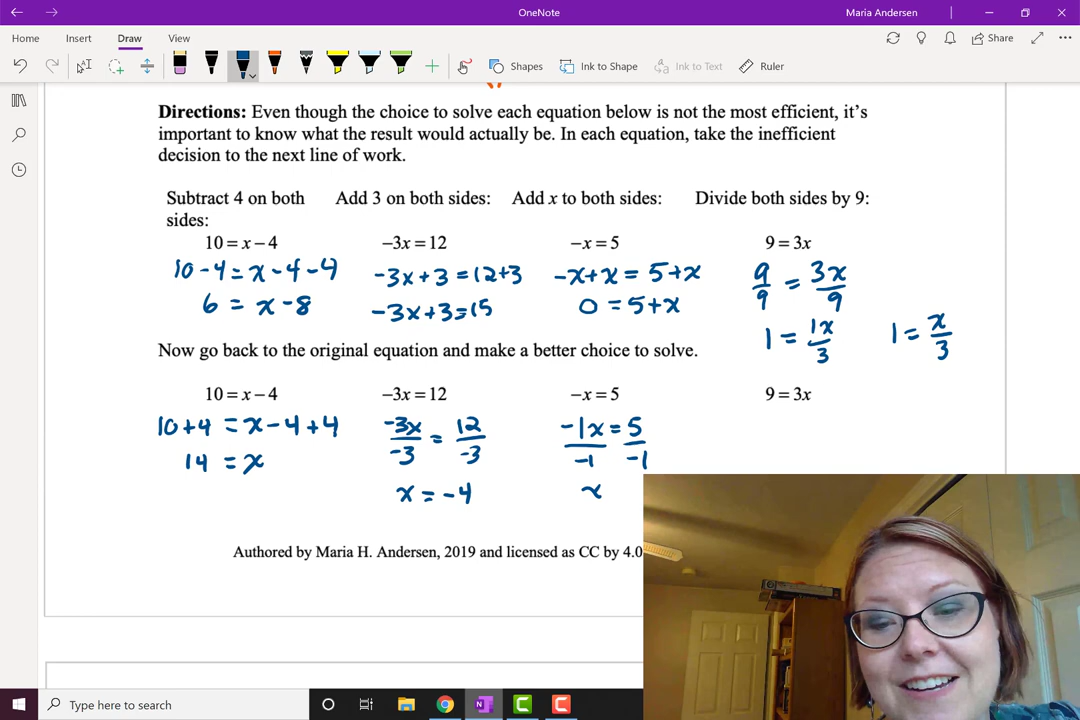 OneNote
Maria Andersen
Home Insert Draw View
Share
Shapes Ink to Shape Ink to Text Ruler
Directions: Even though the choice to solve each equation below is not the most efficient, it’s
important to know what the result would actually be. In each equation, take the inefficient
decision to the next line of work.
Subtract 4 on both
sides:
10 = x – 4
10 - 4 = x - 4 - 4
6 = x - 8
Add 3 on both sides:
–3x = 12
-3x + 3 = 12 + 3
-3x + 3 = 15
Add x to both sides:
–x = 5
-x + x = 5 + x
0 = 5 + x
Divide both sides by 9:
9 = 3x
9/9 = 3x/9
1 = 1x/3 1 = x/3
Now go back to the original equation and make a better choice to solve.
10 = x – 4
10 + 4 = x - 4 + 4
14 = x
–3x = 12
-3x/-3 = 12/-3
x = -4
–x = 5
-1x/-1 = 5/-1
x
9 = 3x
Authored by Maria H. Andersen, 2019 and licensed as CC by 4.0
Type here to search